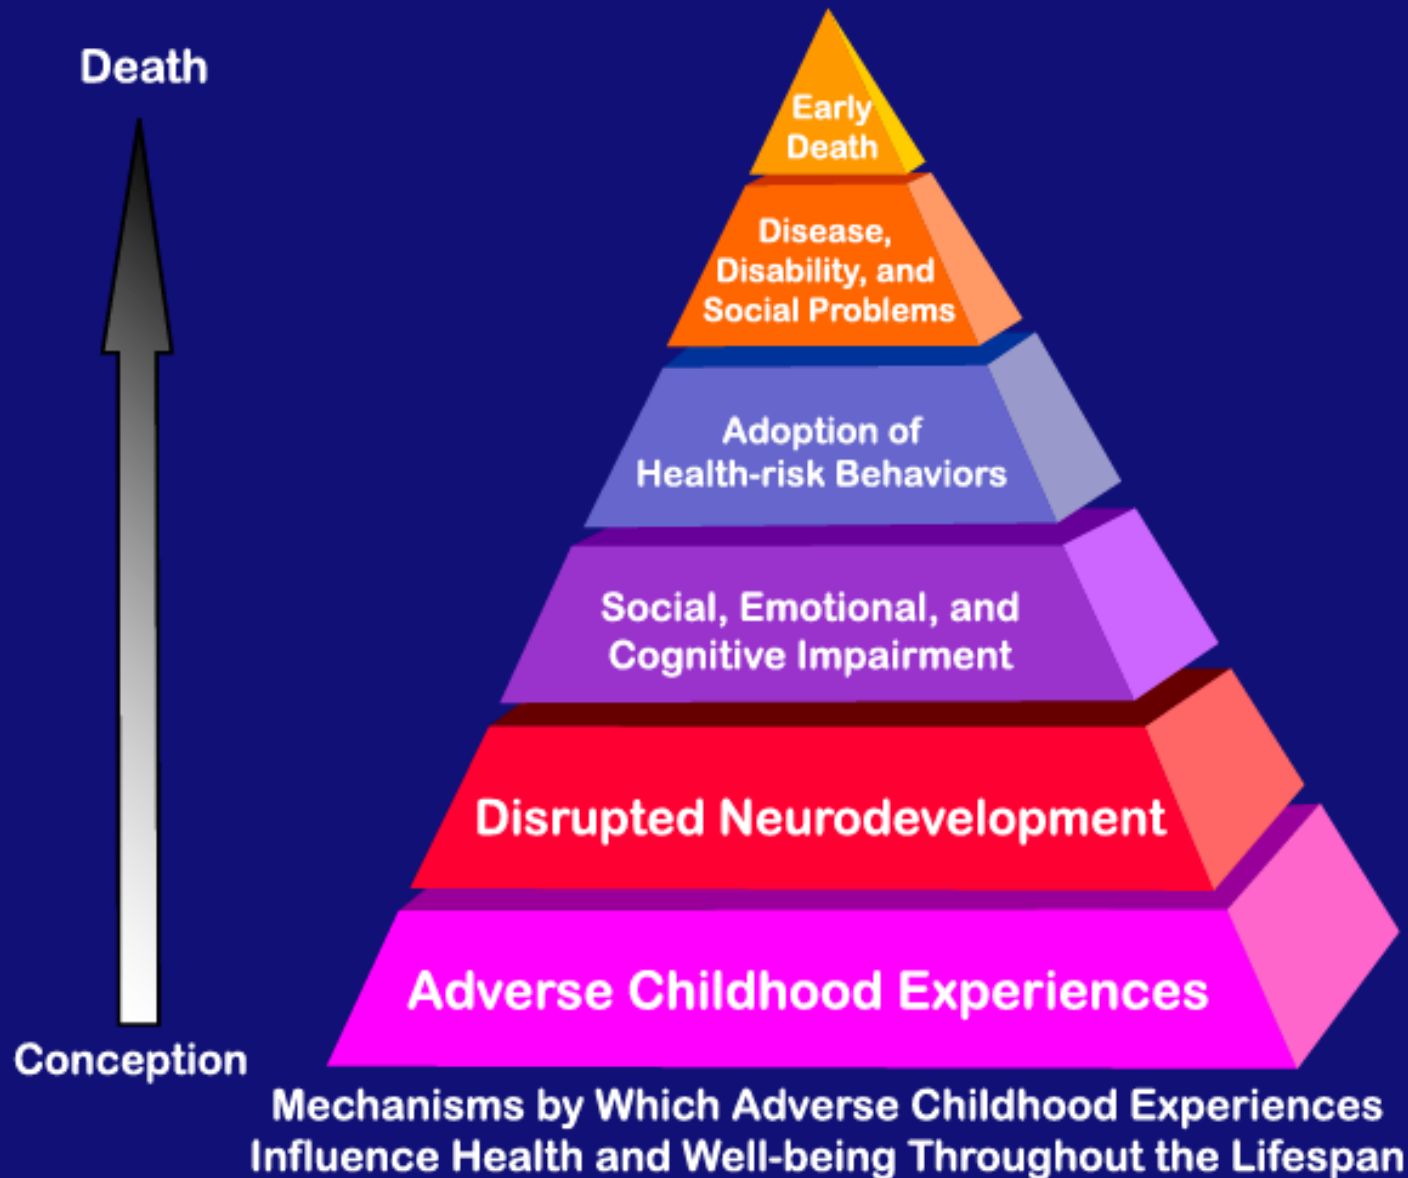 Death
Early
Death
Disease,
Disability, and
Social Problems
Adoption of
Health-risk Behaviors
Social, Emotional, and
Cognitive Impairment
Disrupted Neurodevelopment
Adverse Childhood Experiences
Conception
Mechanisms by Which Adverse Childhood Experiences
Influence Health and Well-being Throughout the Lifespan